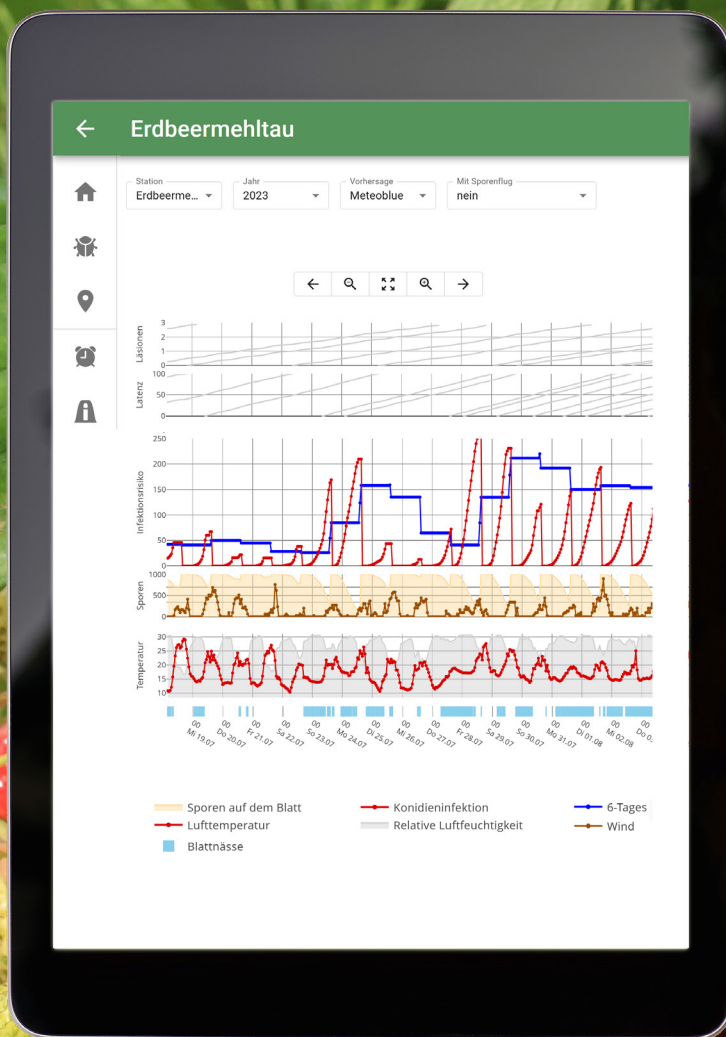 Erdbeermehltau
Station Jahr Vorhersage Mit Sporenflug
Erdbeerme... 2023 Meteoblue nein
Läsionen
3
2
1
0
Latenz
100
50
0
Infektionsrisiko
250
200
150
100
50
0
Sporen
1000
500
0
Temperatur
30
25
20
15
10
00 00 00 00 00 00 00 00 00 00 00 00 00 00 00 00
Mi 19.07 Do 20.07 Fr 21.07 Sa 22.07 So 23.07 Mo 24.07 Di 25.07 Mi 26.07 Do 27.07 Fr 28.07 Sa 29.07 So 30.07 Mo 31.07 Di 01.08 Mi 02.08 Do 0..
Sporen auf dem Blatt Konidieninfektion 6-Tages
Lufttemperatur Relative Luftfeuchtigkeit Wind
Blattnässe